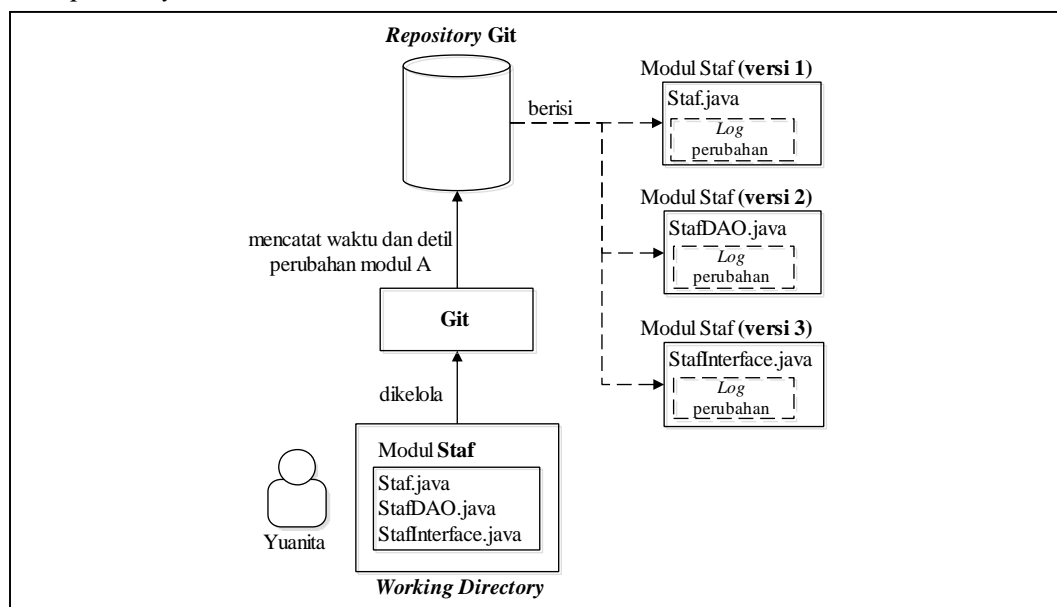 Repository Git
berisi
Modul Staf (versi 1)
Staf.java
Log
perubahan
Modul Staf (versi 2)
StafDAO.java
Log
perubahan
Modul Staf (versi 3)
StafInterface.java
Log
perubahan
mencatat waktu dan detil
perubahan modul A
Git
dikelola
Modul Staf
Staf.java
StafDAO.java
StafInterface.java
Yuanita
Working Directory